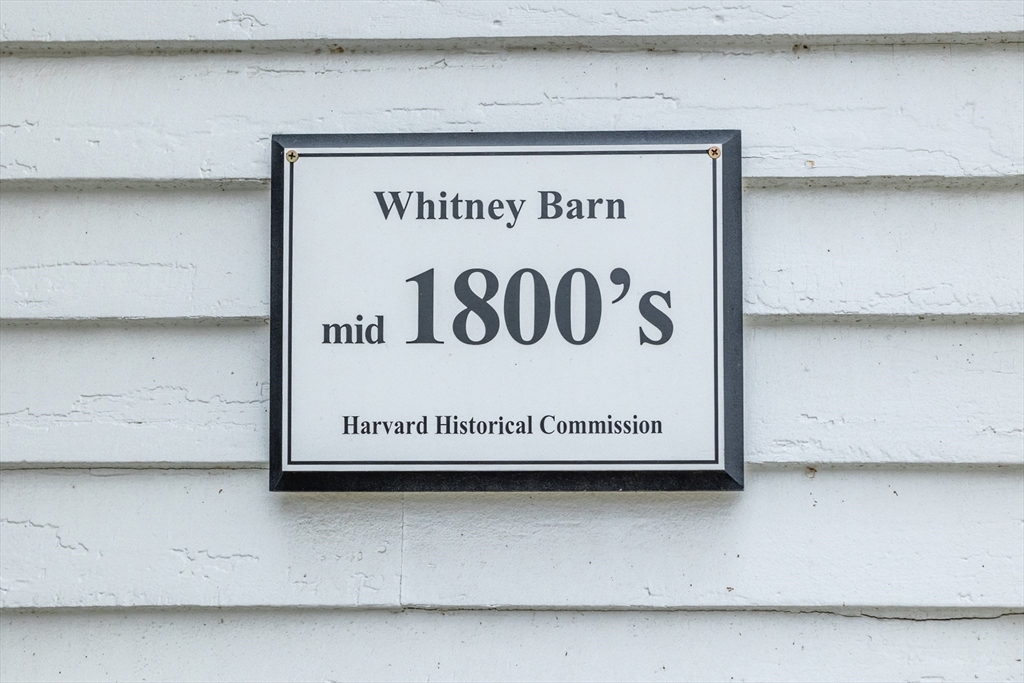 Whitney Barn
mid 1800’s
Harvard Historical Commission